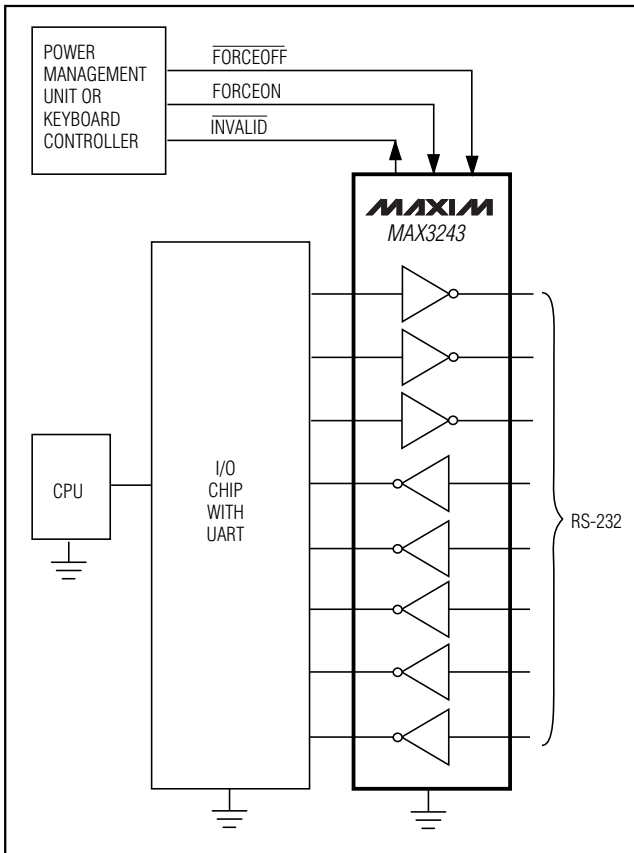 POWER
MANAGEMENT
UNIT OR
KEYBOARD
CONTROLLER
FORCEOFF
FORCEON
INVALID
MAXIM
MAX3243
CPU
I/O
CHIP
WITH
UART
RS-232